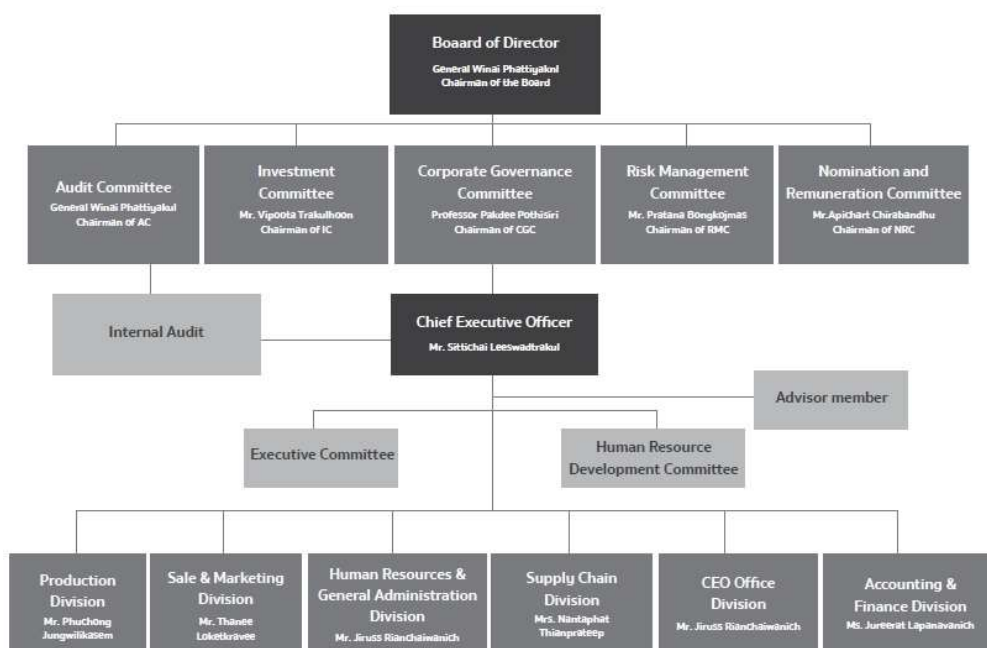 Boaard of Director
General Winai Phattiyaknl
Chairman of the Board
Audit Committee
General Winai Phattiyakul
Chairman of AC
Investment
Committee
Mr. Vipoota Trakulhoon
Chairman of IC
Corporate Governance
Committee
Professor Pakdee Pothisiri
Chairman of CGC
Risk Management
Committee
Mr. Pratana Bongkojmas
Chairman of RMC
Nomination and
Remuneration Committee
Mr.Apichart Chirabandhu
Chairman of NRC
Internal Audit
Chief Executive Officer
Mr. Sittichai Leeswadtrakul
Advisor member
Executive Committee
Human Resource
Development Committee
Production
Division
Mr. Phuchong
Jungwilikasem
Sale & Marketing
Division
Mr. Thanee
Loketkravee
Human Resources &
General Administration
Division
Mr. Jiruss Rianchaiwanich
Supply Chain
Division
Mrs. Nantaphat
Thianprateep
CEO Office
Division
Mr. Jiruss Rianchaiwanich
Accounting &
Finance Division
Ms. Jureerat Lapanavanich